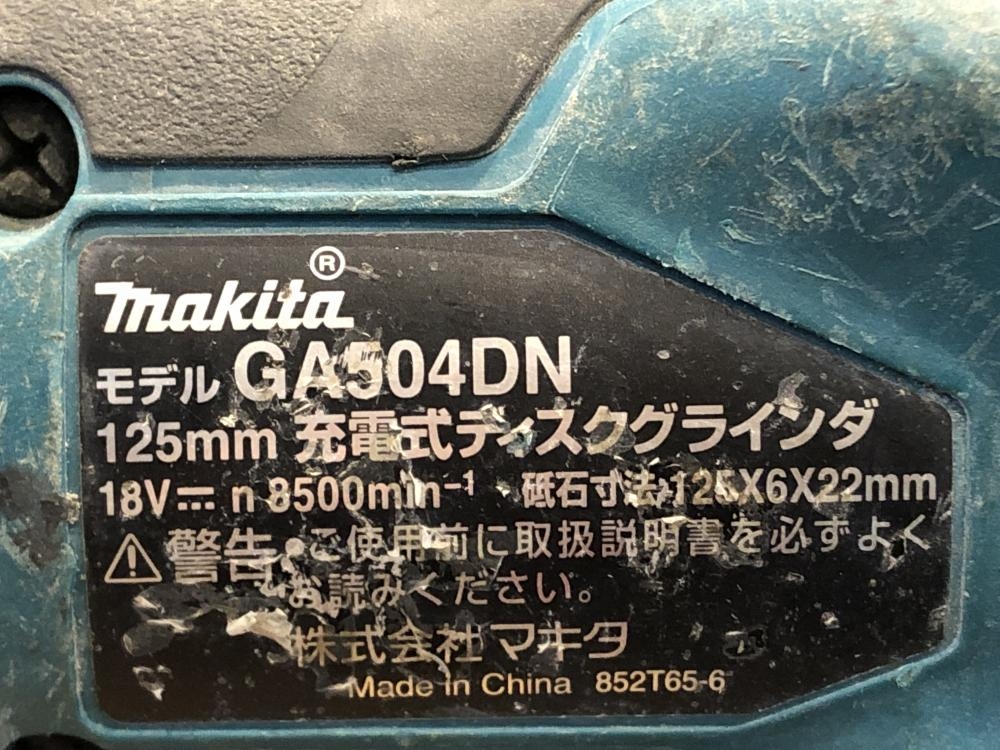 makita®
モデル GA504DN
125mm 充電式ディスクグラインダ
18V⎓ n 8500min⁻¹ 砥石寸法 125X6X22mm
⚠警告・ご使用前に取扱説明書を必ずよく
お読みください。
株式会社マキタ
Made in China 852T65-6